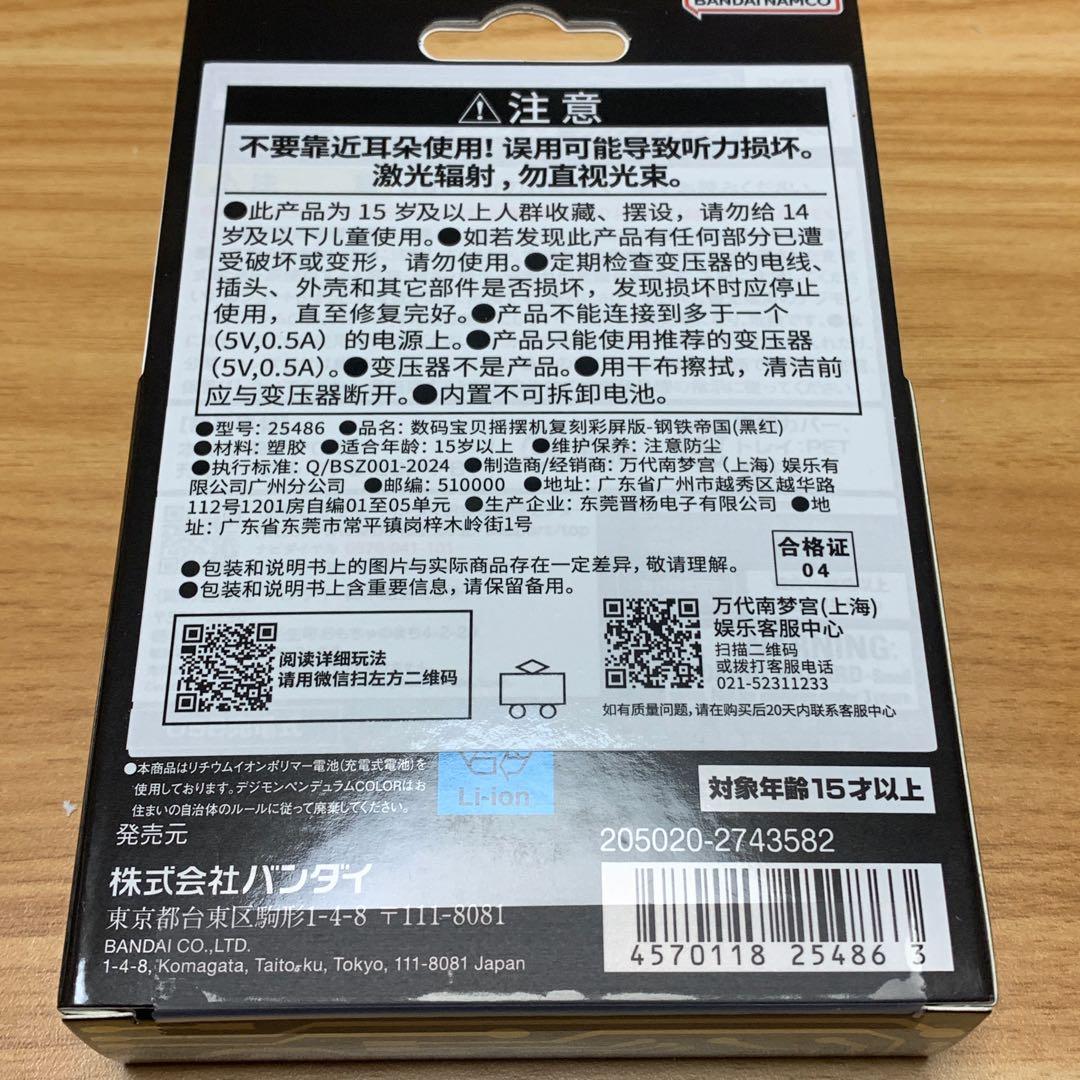 BANDAI NAMCO
注意
不要靠近耳朵使用！误用可能导致听力损坏。
激光辐射，勿直视光束。
●此产品为 15 岁及以上人群收藏、摆设，请勿给 14
岁及以下儿童使用。●如若发现此产品有任何部分已遭
受破坏或变形，请勿使用。●定期检查变压器的电线、
插头、外壳和其它部件是否损坏，发现损坏时应停止
使用，直至修复完好。●产品不能连接到多于一个
(5V,0.5A）的电源上。●产品只能使用推荐的变压器
(5V,0.5A)。●变压器不是产品。●用干布擦拭，清洁前
应与变压器断开。●内置不可拆卸电池。
●型号: 25486 ●品名: 数码宝贝摇摆机复刻彩屏版-钢铁帝国(黑红)
●材料: 塑胶 ●适合年龄: 15岁以上 ●维护保养: 注意防尘
●执行标准: Q/BSZ001-2024 ●制造商/经销商: 万代南梦宫（上海）娱乐有
限公司广州分公司 ●邮编: 510000 ●地址: 广东省广州市越秀区越华路
112号1201房自编01至05单元 ●生产企业: 东莞晋杨电子有限公司 ●地
址: 广东省东莞市常平镇岗梓木岭街1号
合格证
04
●包装和说明书上的图片与实际商品存在一定差异，敬请理解。
●包装和说明书上含重要信息，请保留备用。
阅读详细玩法
请用微信扫左方二维码
万代南梦宫(上海)
娱乐客服中心
扫描二维码
或拨打客服电话
021-52311233
如有质量问题，请在购买后20天内联系客服中心
●本商品はリチウムイオンポリマー電池(充電式電池)を
使用しております。デジモンペンデュラムCOLORはお
住まいの自治体のルールに従って廃棄してください。
Li-ion
対象年齢15才以上
発売元
205020-2743582
株式会社バンダイ
東京都台東区駒形1-4-8 〒111-8081
BANDAI CO.,LTD.
1-4-8, Komagata, Taito-ku, Tokyo, 111-8081 Japan
4570118 25486 3